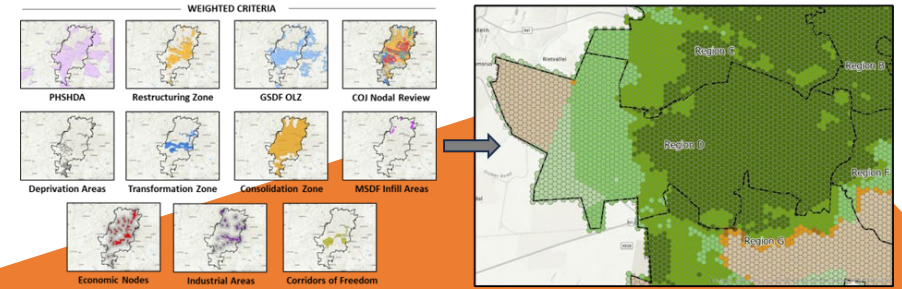 WEIGHTED CRITERIA
PHSHDA
Restructuring Zone
GSDF OLZ
COJ Nodal Review
Deprivation Areas
Transformation Zone
Consolidation Zone
MSDF Infill Areas
Economic Nodes
Industrial Areas
Corridors of Freedom
Rietvallei
Region C
Region B
Region D
Region F
Region G